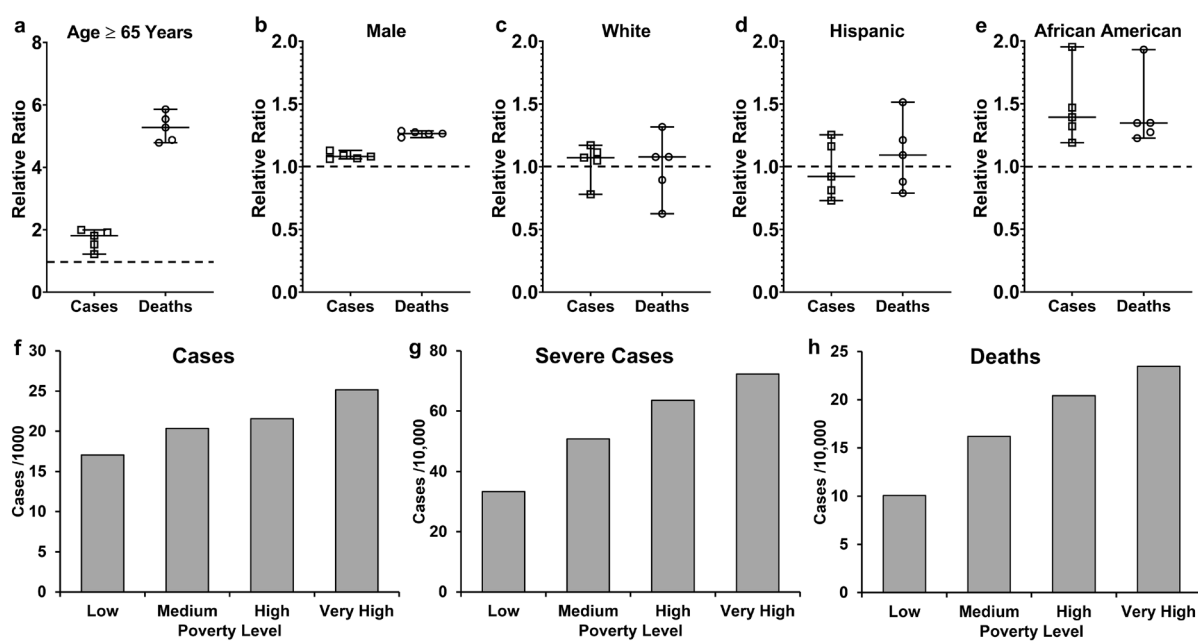 a
Age ≥ 65 Years
Relative Ratio
8
6
4
2
0
Cases Deaths
b
Male
Relative Ratio
2.0
1.5
1.0
0.5
0.0
Cases Deaths
c
White
Relative Ratio
2.0
1.5
1.0
0.5
0.0
Cases Deaths
d
Hispanic
Relative Ratio
2.0
1.5
1.0
0.5
0.0
Cases Deaths
e
African American
Relative Ratio
2.0
1.5
1.0
0.5
0.0
Cases Deaths
f
Cases
Cases /1000
30
25
20
15
10
5
0
Low Medium High Very High
Poverty Level
g
Severe Cases
Cases /10,000
80
60
40
20
0
Low Medium High Very High
Poverty Level
h
Deaths
Cases /10,000
25
20
15
10
5
0
Low Medium High Very High
Poverty Level